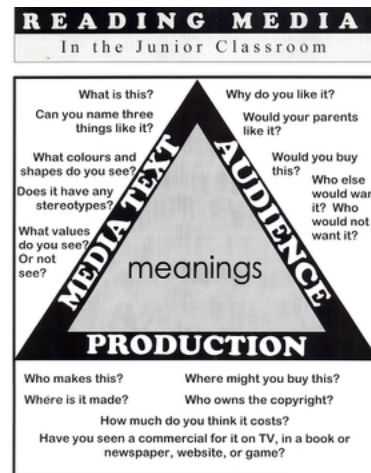 READING MEDIA
In the Junior Classroom
What is this?
Can you name three
things like it?
What colours and
shapes do you see?
Does it have any
stereotypes?
What values
do you see?
Or not
see?
MEDIA TEXT
Why do you like it?
Would your parents
like it?
Would you buy
this?
Who else
would want
it? Who
would not
want it?
AUDIENCE
meanings
PRODUCTION
Who makes this?
Where might you buy this?
Where is it made?
Who owns the copyright?
How much do you think it costs?
Have you seen a commercial for it on TV, in a book or
newspaper, website, or game?